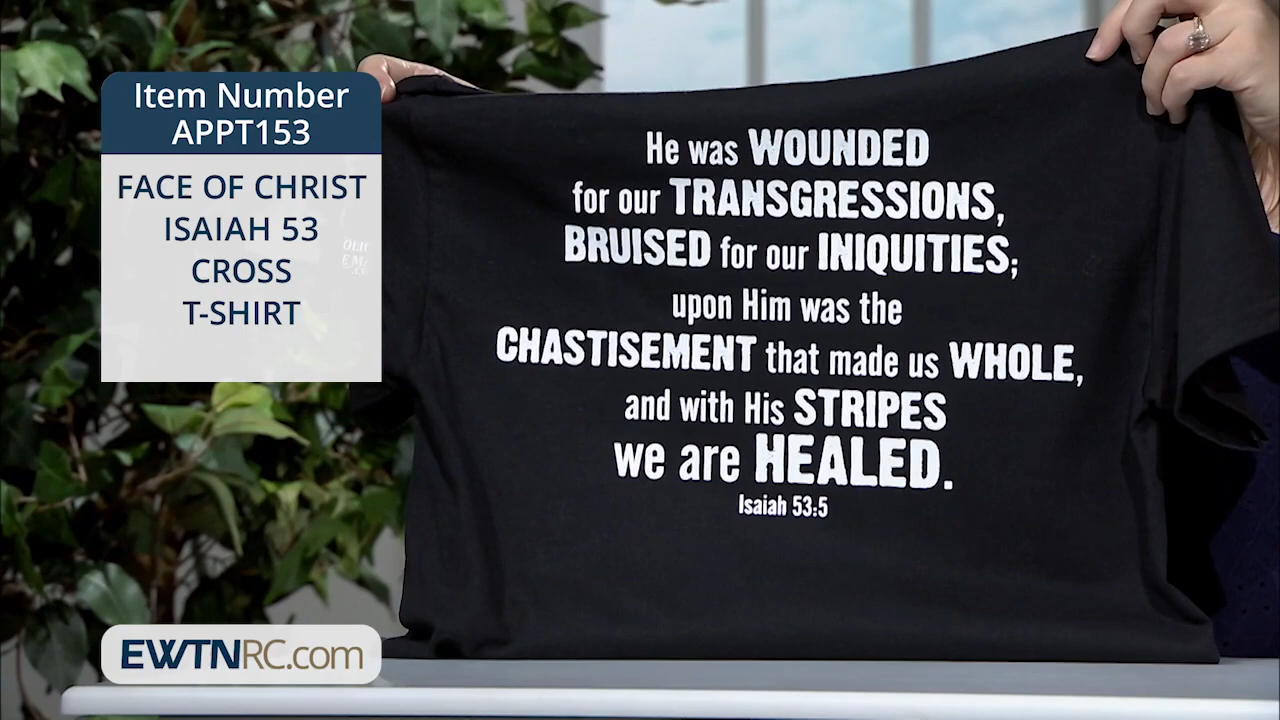 Item Number
APPT153
FACE OF CHRIST
ISAIAH 53
CROSS
T-SHIRT
He was WOUNDED
for our TRANSGRESSIONS,
BRUISED for our INIQUITIES;
upon Him was the
CHASTISEMENT that made us WHOLE,
and with His STRIPES
we are HEALED.
Isaiah 53:5
EWTNRC.com